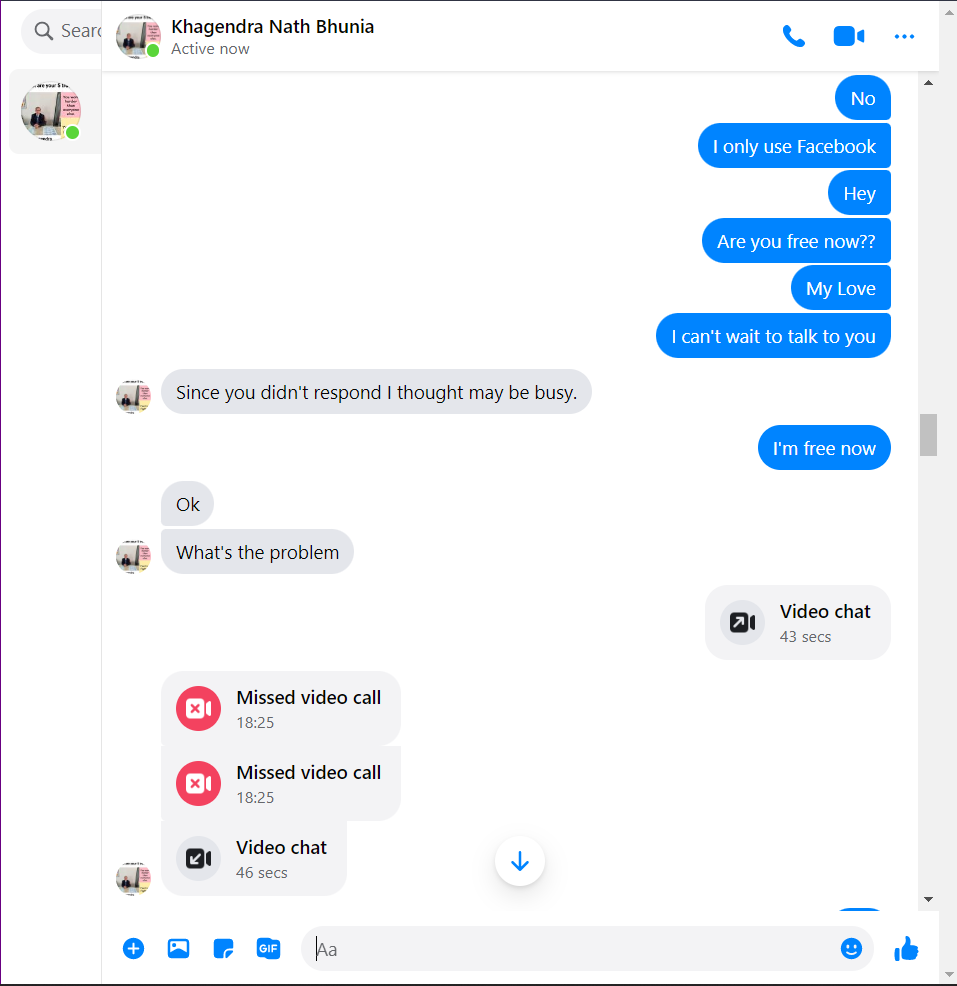 Searc
Khagendra Nath Bhunia
Active now
No
I only use Facebook
Hey
Are you free now??
My Love
I can't wait to talk to you
Since you didn't respond I thought may be busy.
I'm free now
Ok
What's the problem
Video chat
43 secs
Missed video call
18:25
Missed video call
18:25
Video chat
46 secs
GIF
Aa